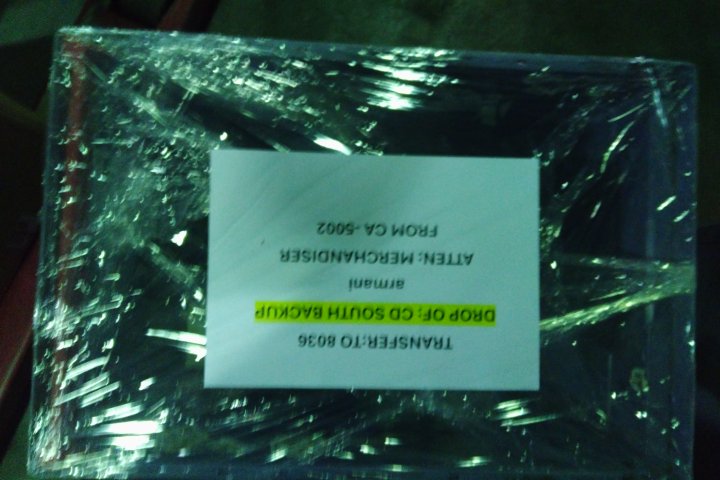 TRANSFER:TO 8036
DROP OF: CD SOUTH BACKUP
armani
ATTEN: MERCHANDISER
FROM CA -5002